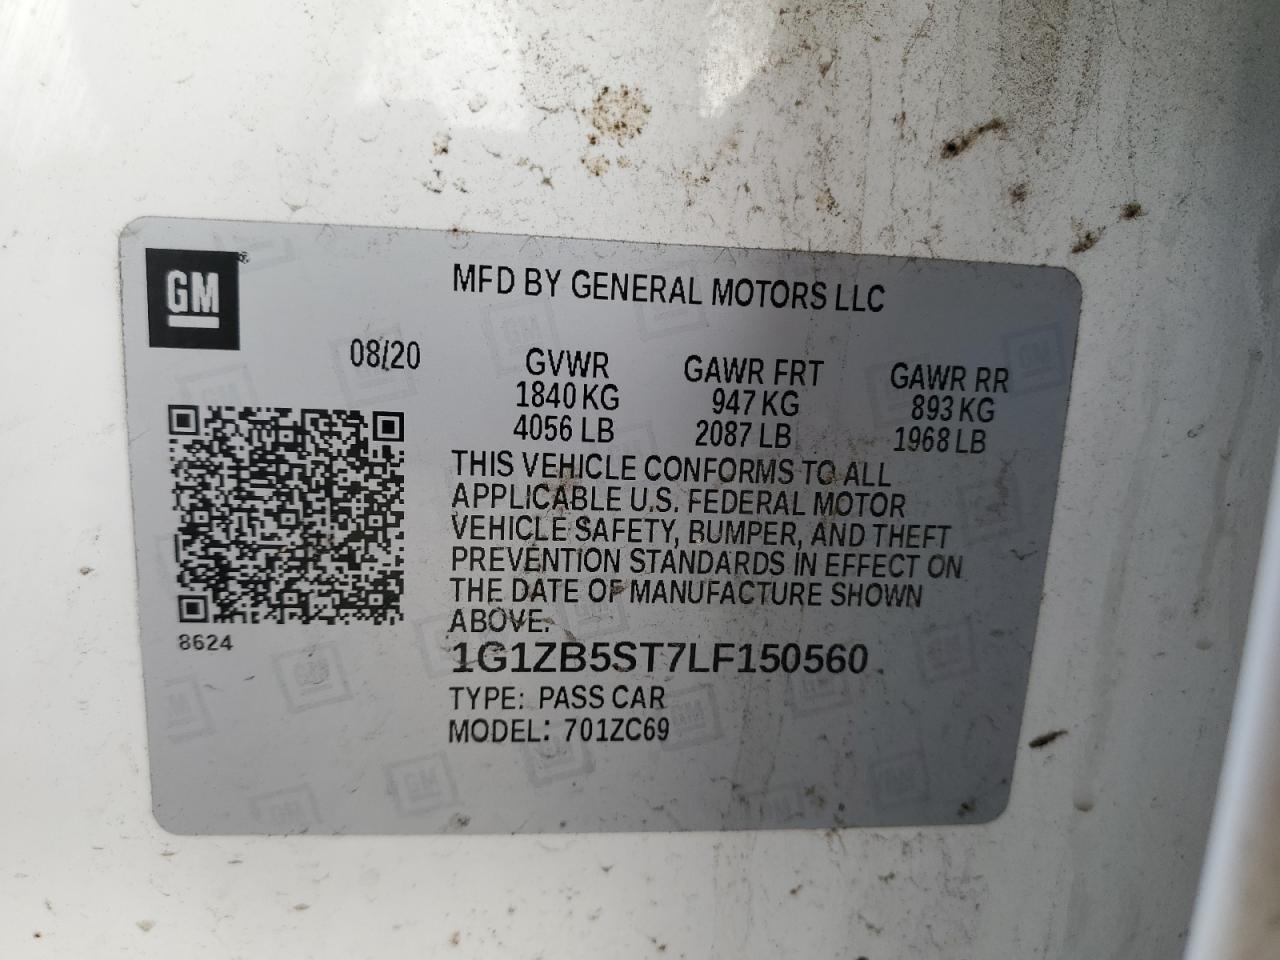 GM
MFD BY GENERAL MOTORS LLC
08/20
GVWR
1840 KG
4056 LB
GAWR FRT
947 KG
2087 LB
GAWR RR
893 KG
1968 LB
THIS VEHICLE CONFORMS TO ALL
APPLICABLE U.S. FEDERAL MOTOR
VEHICLE SAFETY, BUMPER, AND THEFT
PREVENTION STANDARDS IN EFFECT ON
THE DATE OF MANUFACTURE SHOWN
ABOVE.
8624
1G1ZB5ST7LF150560
TYPE: PASS CAR
MODEL: 701ZC69